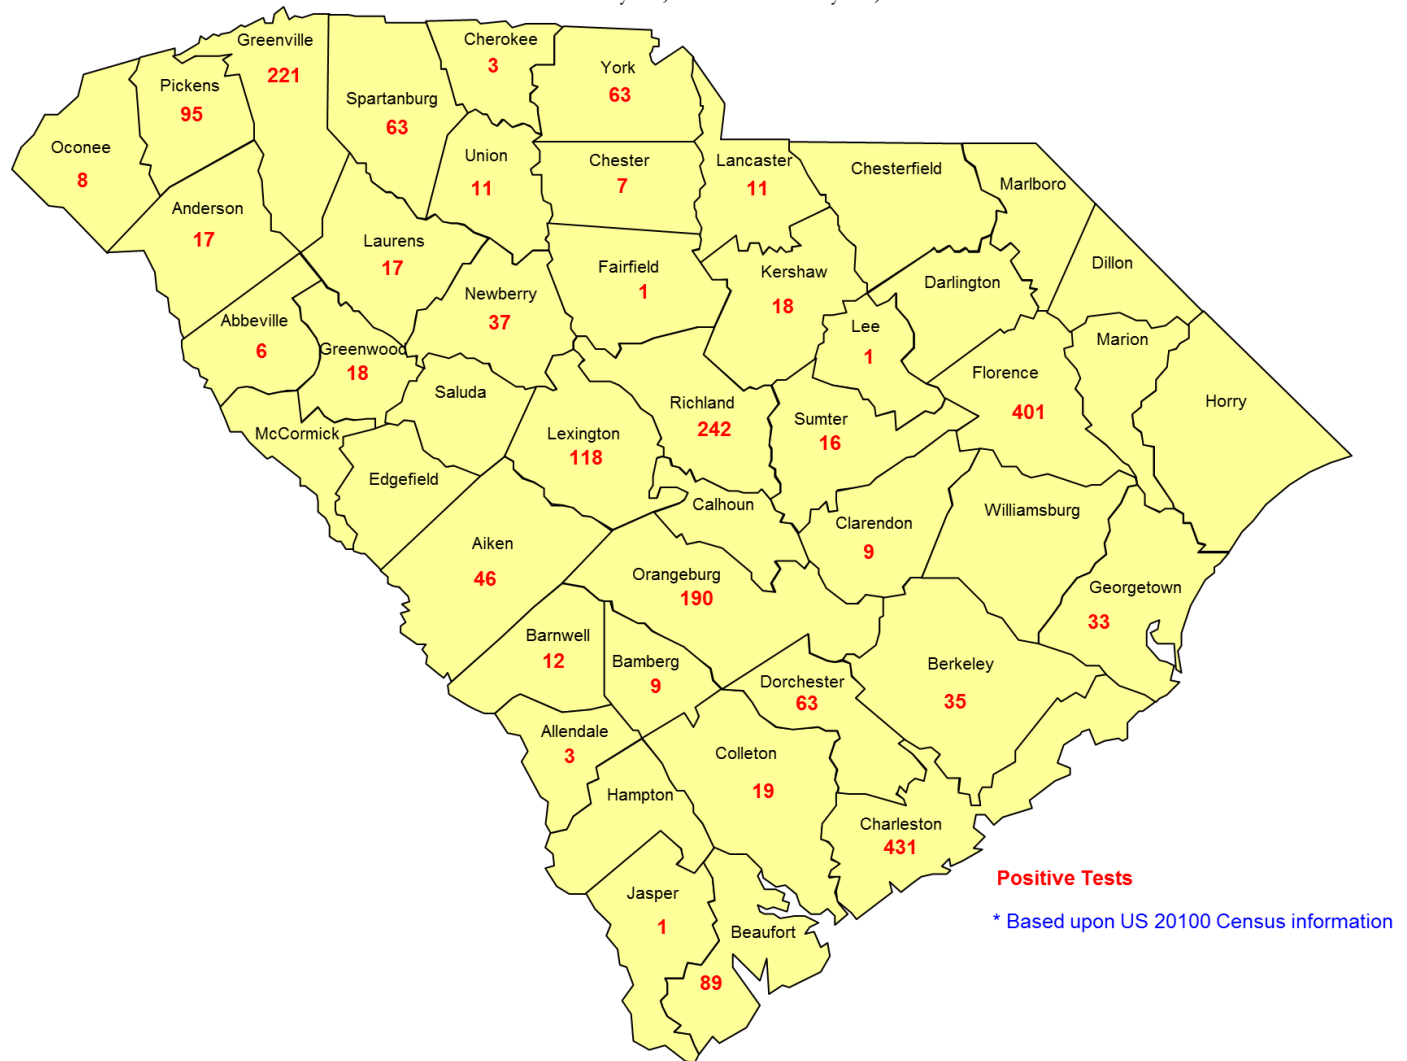 Greenville
221
Cherokee
3
York
63
Pickens
95
Spartanburg
63
Oconee
8
Union
11
Chester
7
Lancaster
11
Chesterfield
Marlboro
Anderson
17
Laurens
17
Fairfield
1
Kershaw
18
Darlington
Dillon
Newberry
37
Abbeville
6
Greenwood
18
Lee
1
Marion
Saluda
Richland
242
Florence
401
Horry
McCormick
Lexington
118
Sumter
16
Edgefield
Calhoun
Clarendon
9
Williamsburg
Aiken
46
Orangeburg
190
Georgetown
33
Barnwell
12
Bamberg
9
Dorchester
63
Berkeley
35
Allendale
3
Colleton
19
Hampton
Charleston
431
Positive Tests
* Based upon US 20100 Census information
Jasper
1
Beaufort
89